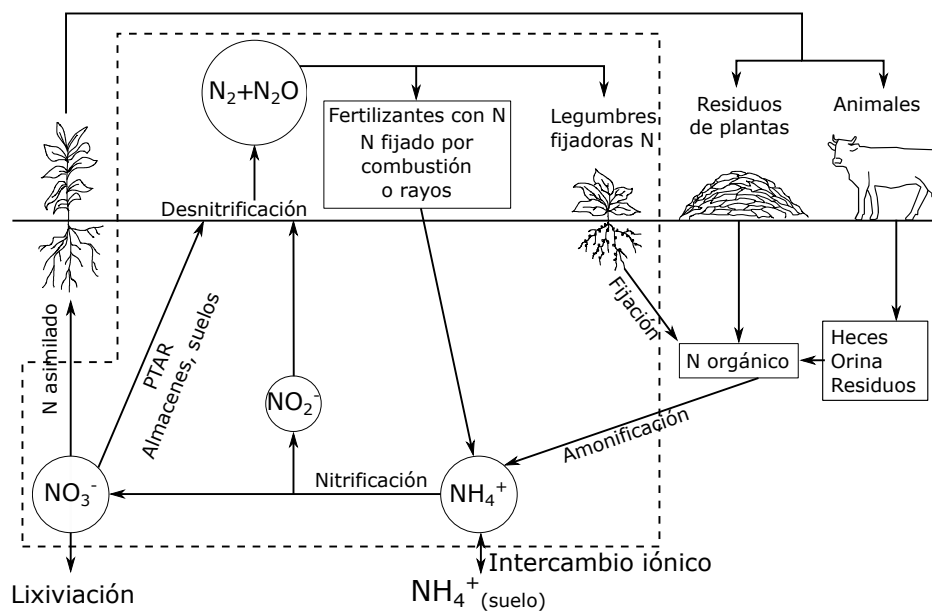 N₂+N₂O
Fertilizantes con N
N fijado por
combustión
o rayos
Legumbres
fijadoras N
Residuos
de plantas
Animales
Desnitrificación
N asimilado
PTAR
Almacenes, suelos
NO₂⁻
Fijación
N orgánico
Heces
Orina
Residuos
Amonificación
NO₃⁻
Nitrificación
NH₄⁺
Lixiviación
Intercambio iónico
NH₄⁺(suelo)